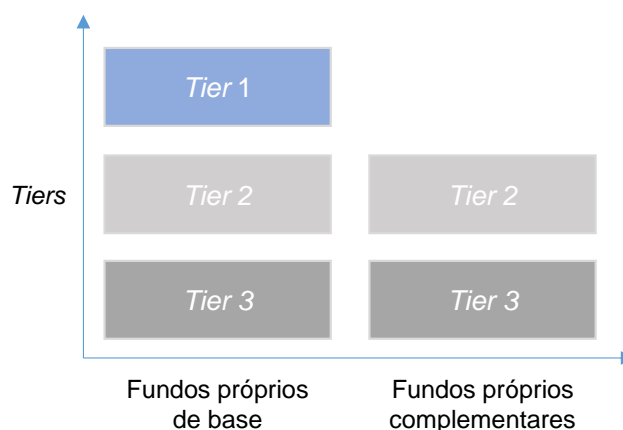 Tier 1
Tiers
Tier 2
Tier 2
Tier 3
Tier 3
Fundos próprios
de base
Fundos próprios
complementares